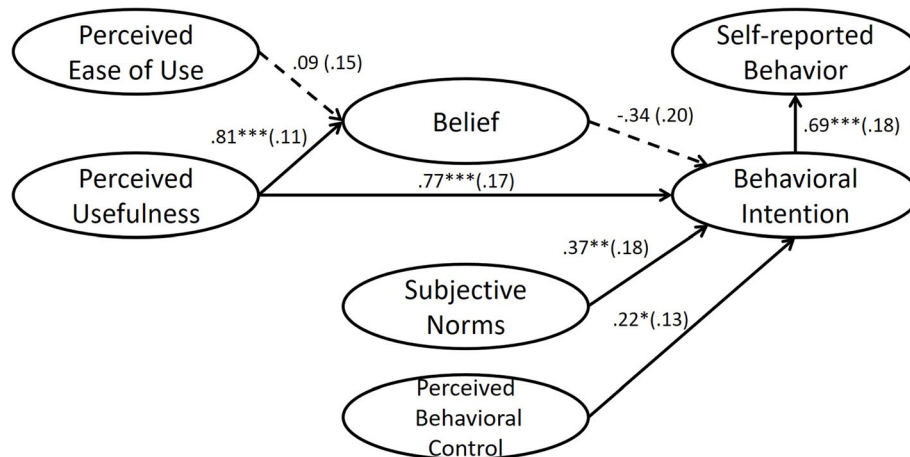 Perceived
Ease of Use
.09 (.15)
Self-reported
Behavior
Belief
-.34 (.20)
.69***(.18)
.81***(.11)
Perceived
Usefulness
.77***(.17)
Behavioral
Intention
.37**(.18)
Subjective
Norms
.22*(.13)
Perceived
Behavioral
Control